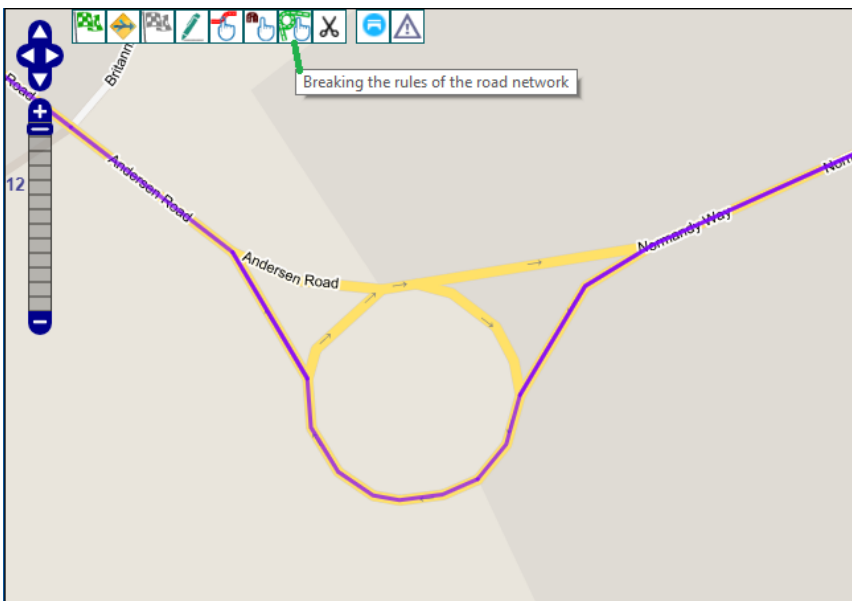 Britann
Breaking the rules of the road network
Road
12
Andersen Road
Norm
Normandy Way
Andersen Road